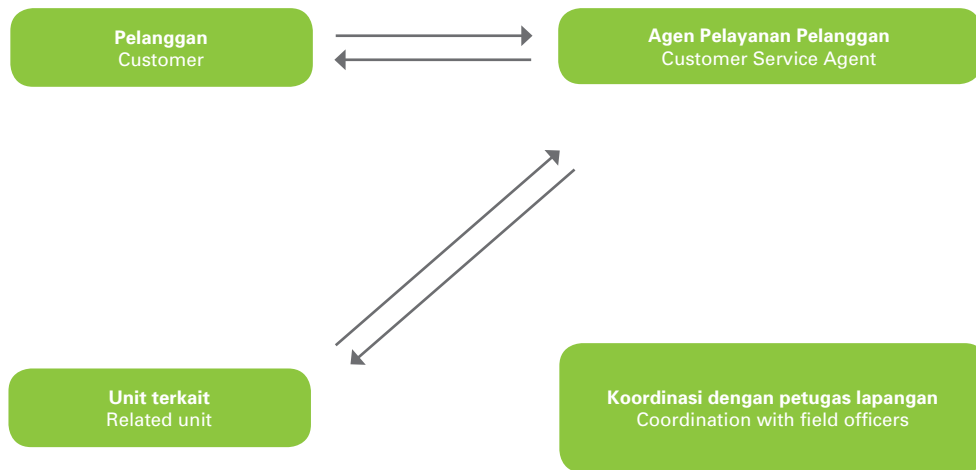 Pelanggan
Customer
Agen Pelayanan Pelanggan
Customer Service Agent
Unit terkait
Related unit
Koordinasi dengan petugas lapangan
Coordination with field officers